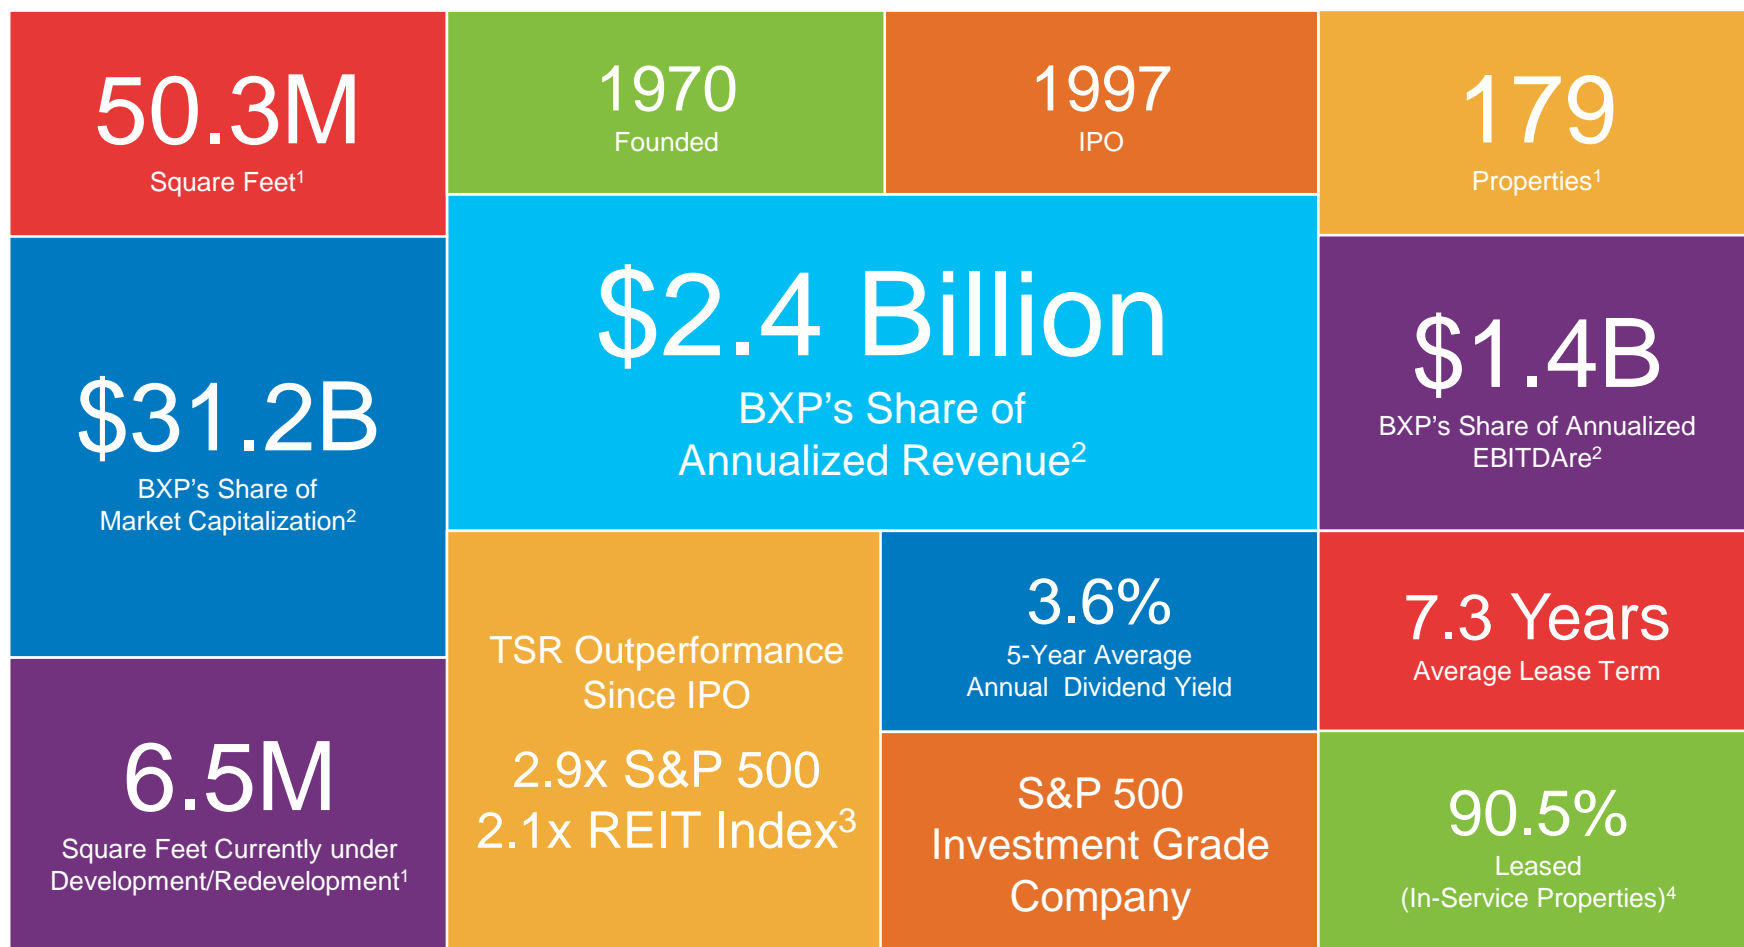 50.3M
Square Feet¹
1970
Founded
1997
IPO
179
Properties¹
$31.2B
BXP’s Share of
Market Capitalization²
$2.4 Billion
BXP’s Share of
Annualized Revenue²
$1.4B
BXP’s Share of Annualized
EBITDAre²
6.5M
Square Feet Currently under
Development/Redevelopment¹
TSR Outperformance
Since IPO
2.9x S&P 500
2.1x REIT Index³
3.6%
5-Year Average
Annual Dividend Yield
S&P 500
Investment Grade
Company
7.3 Years
Average Lease Term
90.5%
Leased
(In-Service Properties)⁴